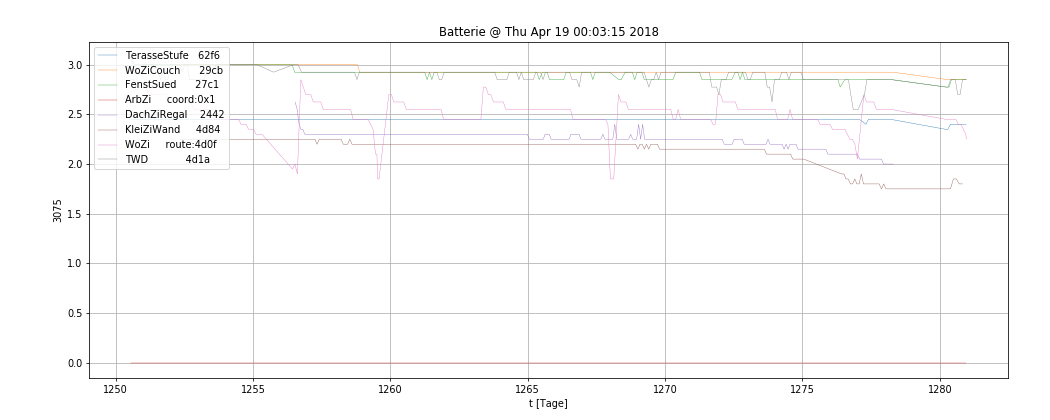 Batterie @ Thu Apr 19 00:03:15 2018
3.0
2.5
2.0
1.5
1.0
0.5
0.0
3075
TerasseStufe 62f6
WoZiCouch 29cb
FenstSued 27c1
ArbZi coord:0x1
DachZiRegal 2442
KleiZiWand 4d84
WoZi route:4d0f
TWD 4d1a
1250 1255 1260 1265 1270 1275 1280
t [Tage]